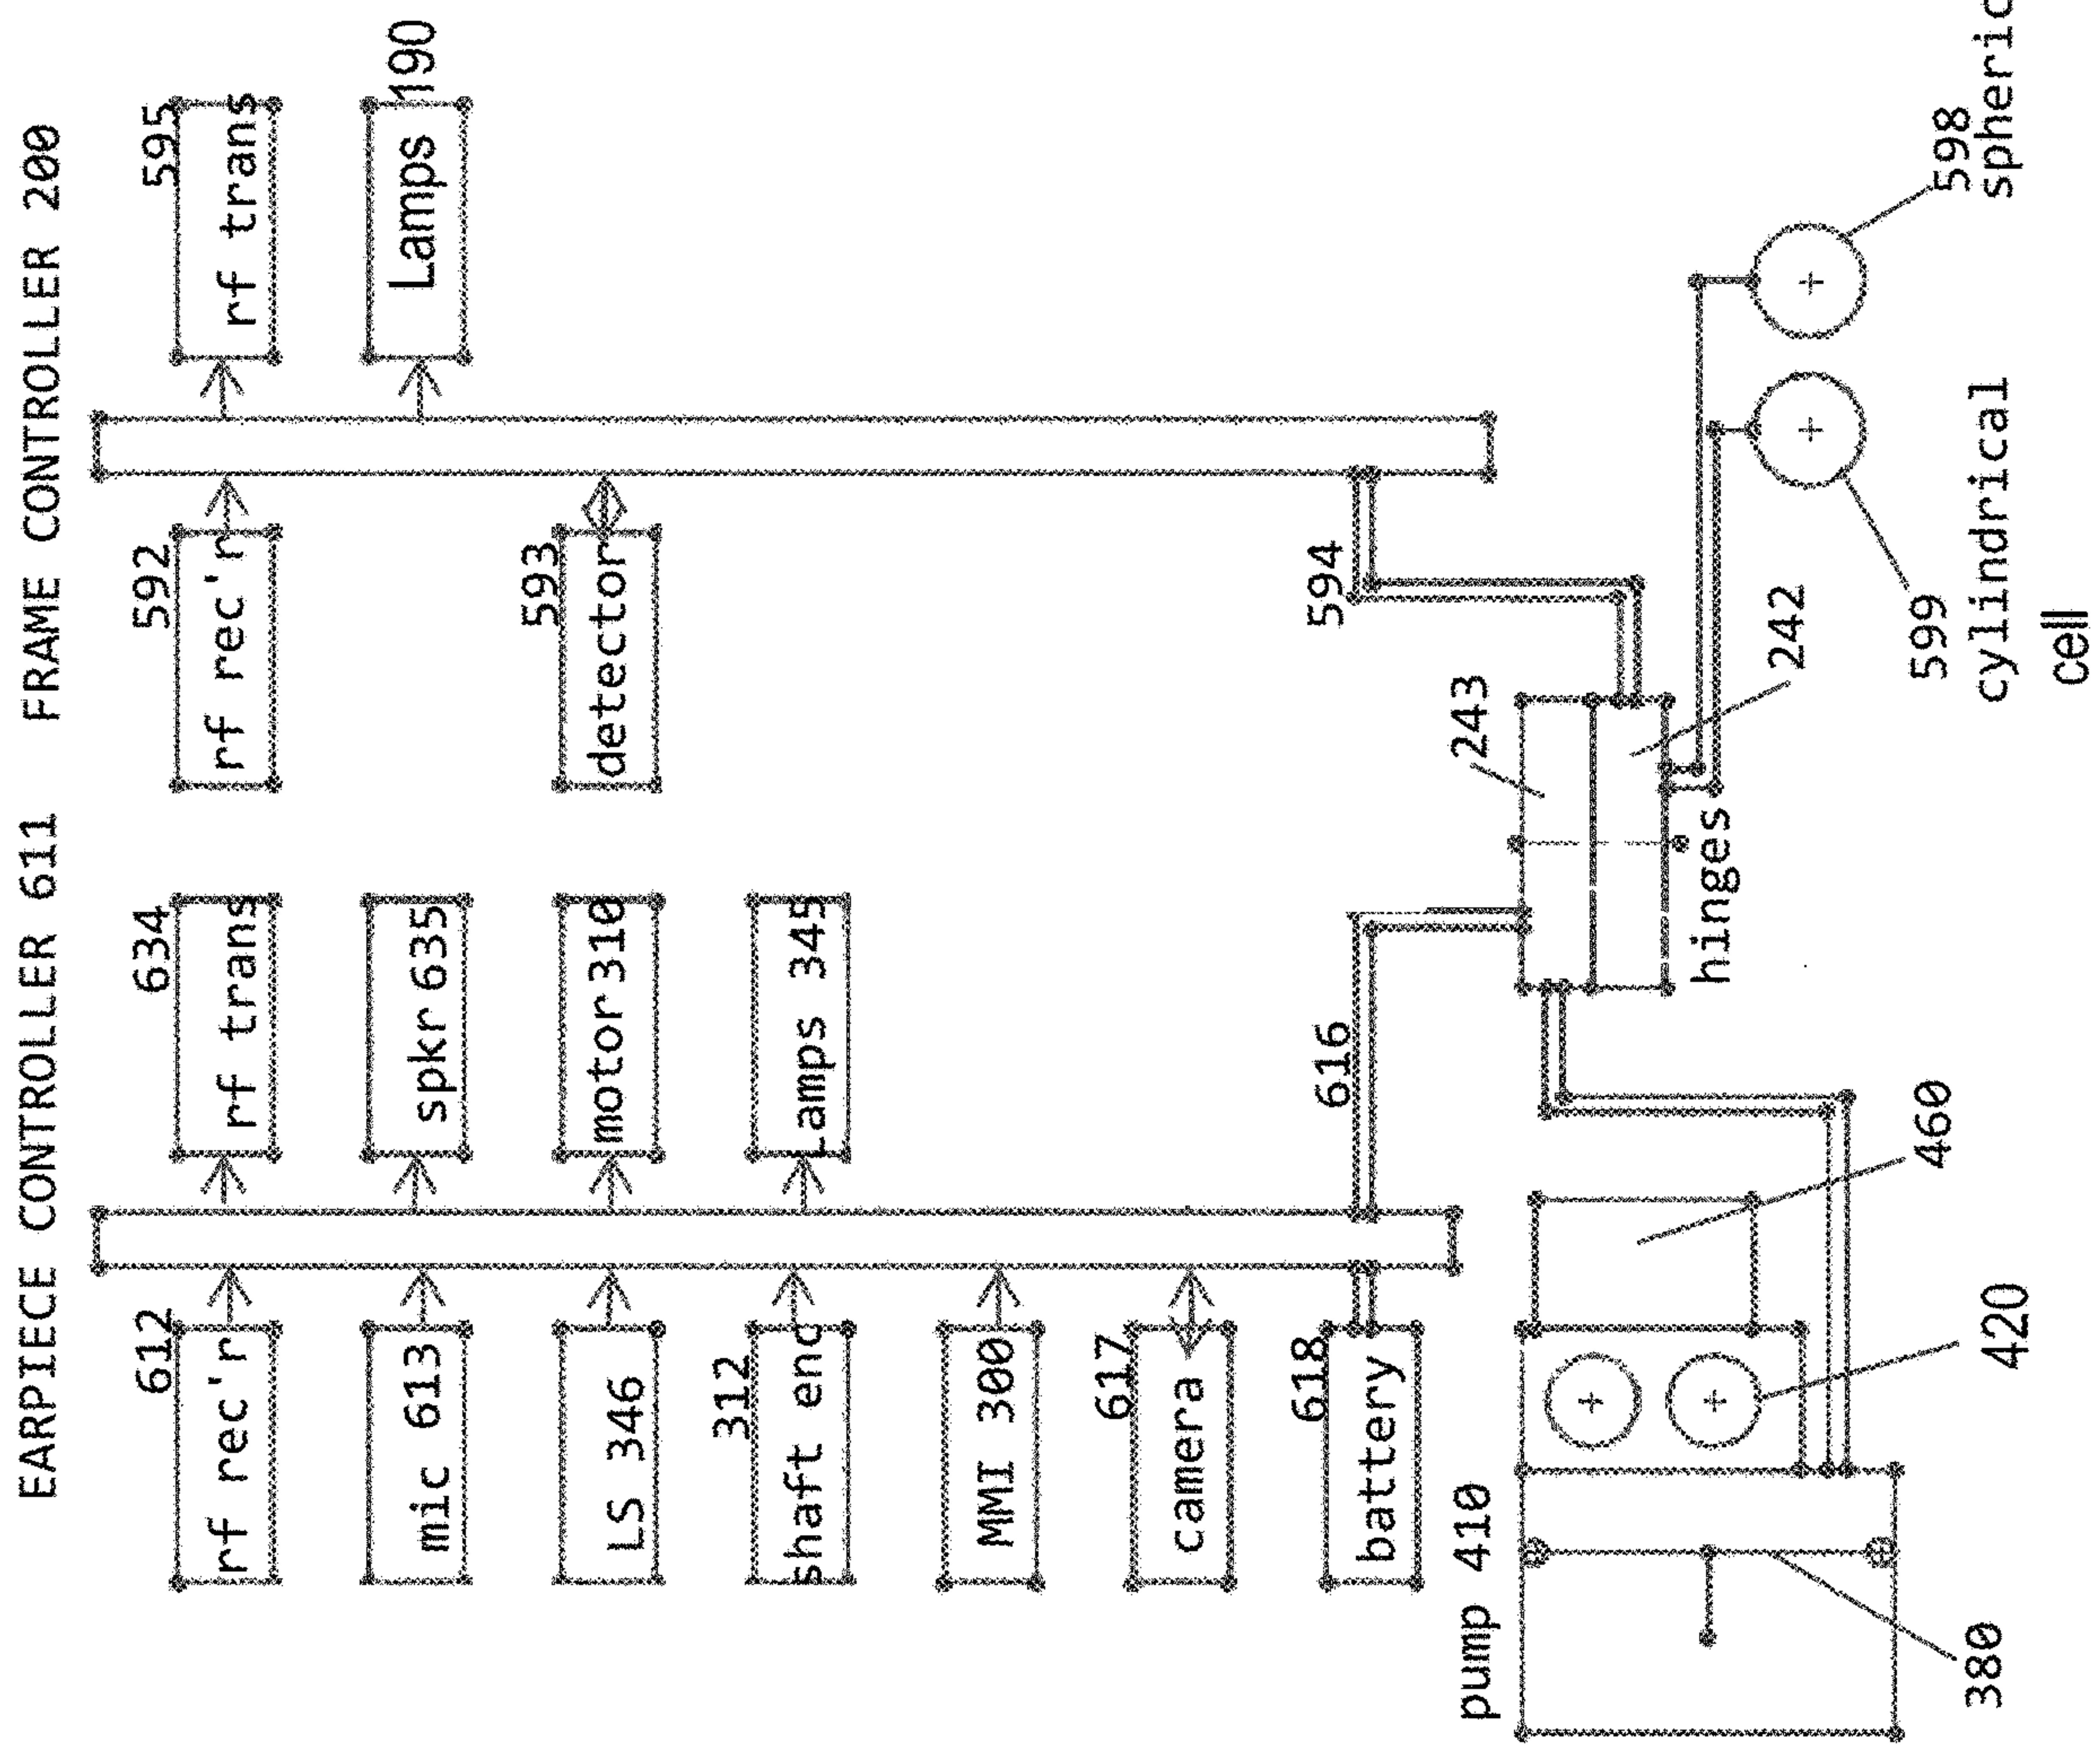 EARPIECE CONTROLLER 611
FRAME CONTROLLER 200
612
rf rec'r
634
rf trans
592
rf rec'r
595
rf trans
mic 613
spkr 635
Lamps 190
LS 346
motor 310
593
detector
312
shaft enc
Lamps 345
MMI 300
617
camera
618
battery
616
594
pump 410
243
hinges
242
460
420
380
599
cylindrical
cell
598
spheric